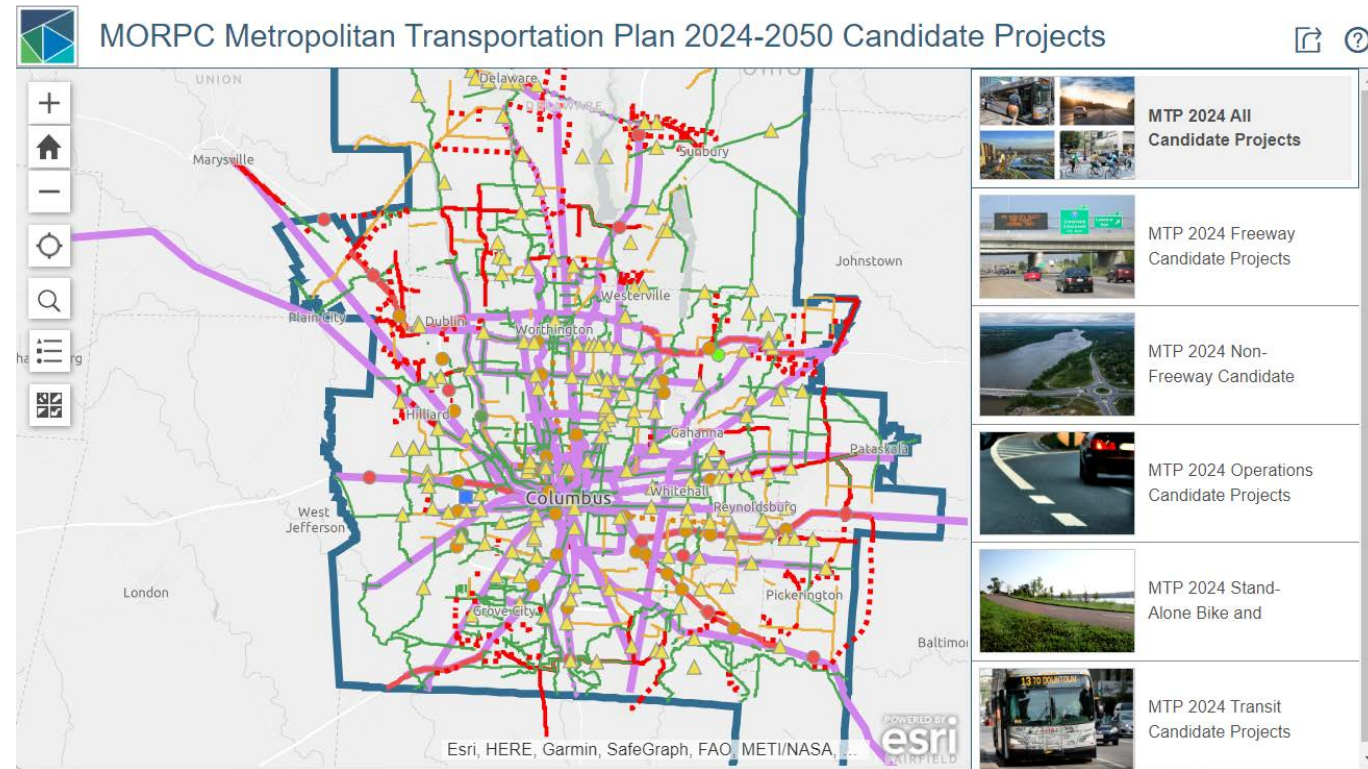 MORPC Metropolitan Transportation Plan 2024-2050 Candidate Projects
UNION
Delaware
DELAWARE
Marysville
Sunbury
Johnstown
Westerville
Plain City
Dublin
Worthington
Hilliard
Gahanna
Pataskala
Columbus
Whitehall
Reynoldsburg
West
Jefferson
London
Pickerington
Grove City
Baltimo
POWERED BY
esri
FAIRFIELD
Esri, HERE, Garmin, SafeGraph, FAO, METI/NASA, ...
MTP 2024 All
Candidate Projects
MTP 2024 Freeway
Candidate Projects
MTP 2024 Non-
Freeway Candidate
MTP 2024 Operations
Candidate Projects
MTP 2024 Stand-
Alone Bike and
13 TO DOWNTOWN
MTP 2024 Transit
Candidate Projects